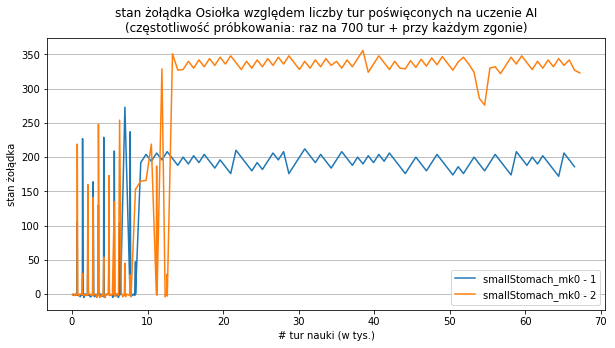 stan żołądka Osiołka względem liczby tur poświęconych na uczenie AI
(częstotliwość próbkowania: raz na 700 tur + przy każdym zgonie)
350
300
250
200
150
100
50
0
stan żołądka
0
10
20
30
40
50
60
70
# tur nauki (w tys.)
smallStomach_mk0 - 1
smallStomach_mk0 - 2